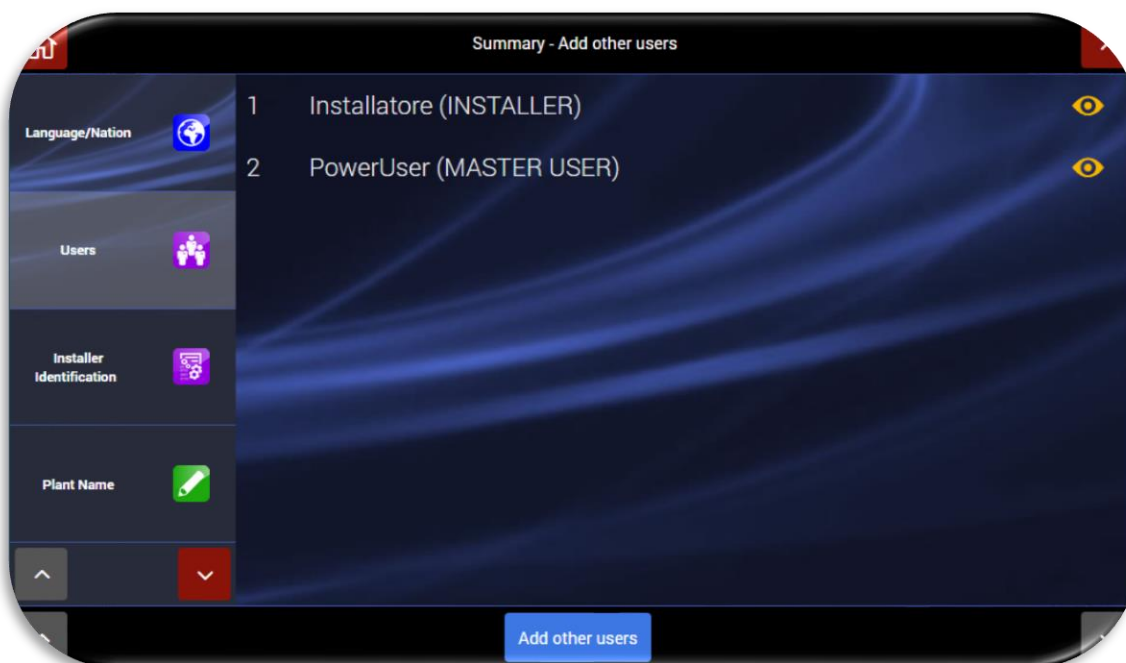 Summary - Add other users
Language/Nation
1 Installatore (INSTALLER)
2 PowerUser (MASTER USER)
Users
Installer
Identification
Plant Name
Add other users